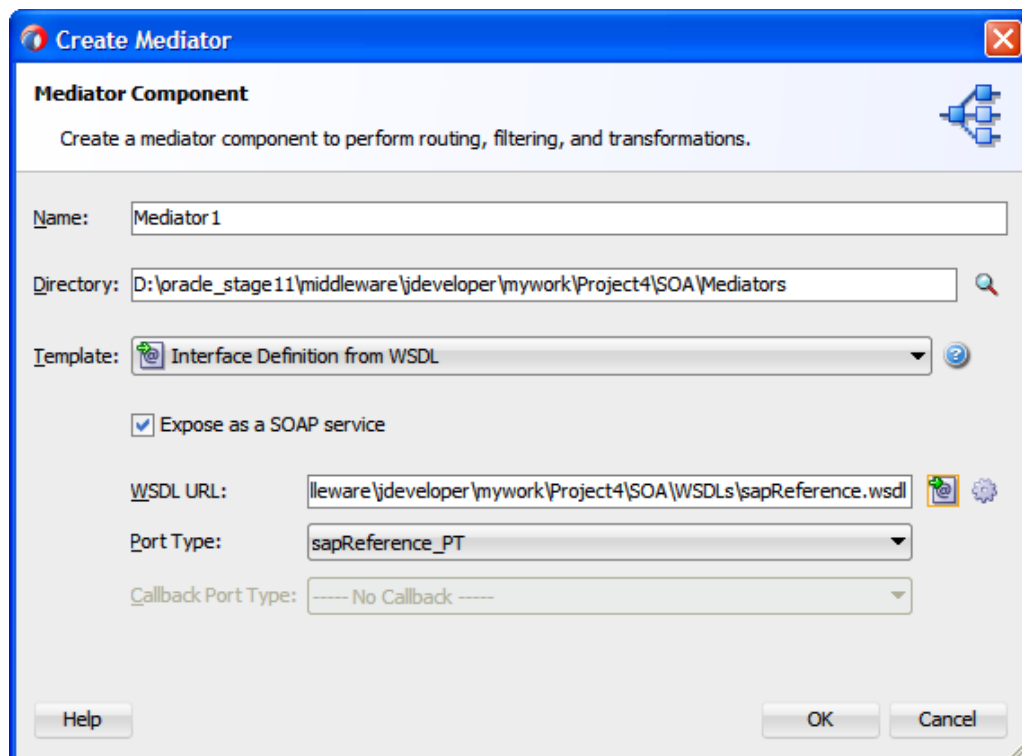 Create Mediator
Mediator Component
Create a mediator component to perform routing, filtering, and transformations.
Name: Mediator1
Directory: D:\oracle_stage11\middleware\jdeveloper\mywork\Project4\SOA\Mediators
Template: Interface Definition from WSDL
Expose as a SOAP service
WSDL URL: lleware\jdeveloper\mywork\Project4\SOA\WSDLs\sapReference.wsdl
Port Type: sapReference_PT
Callback Port Type: ----- No Callback -----
Help OK Cancel